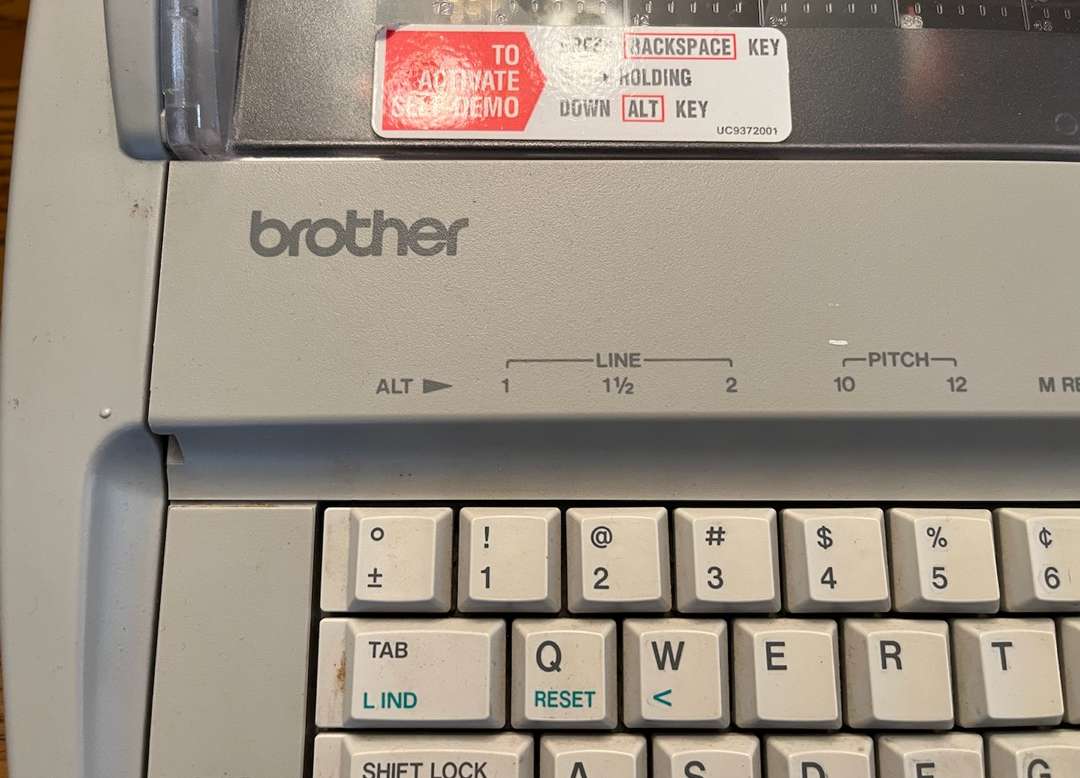 TO
ACTIVATE
SELF DEMO
BACKSPACE KEY
HOLDING
DOWN ALT KEY
UC9372001
brother
LINE
PITCH
ALT 1 1½ 2 10 12 M RE
° ! @ # $ % ¢
± 1 2 3 4 5 6
TAB Q W E R T
L IND RESET <
SHIFT LOCK A S D F G